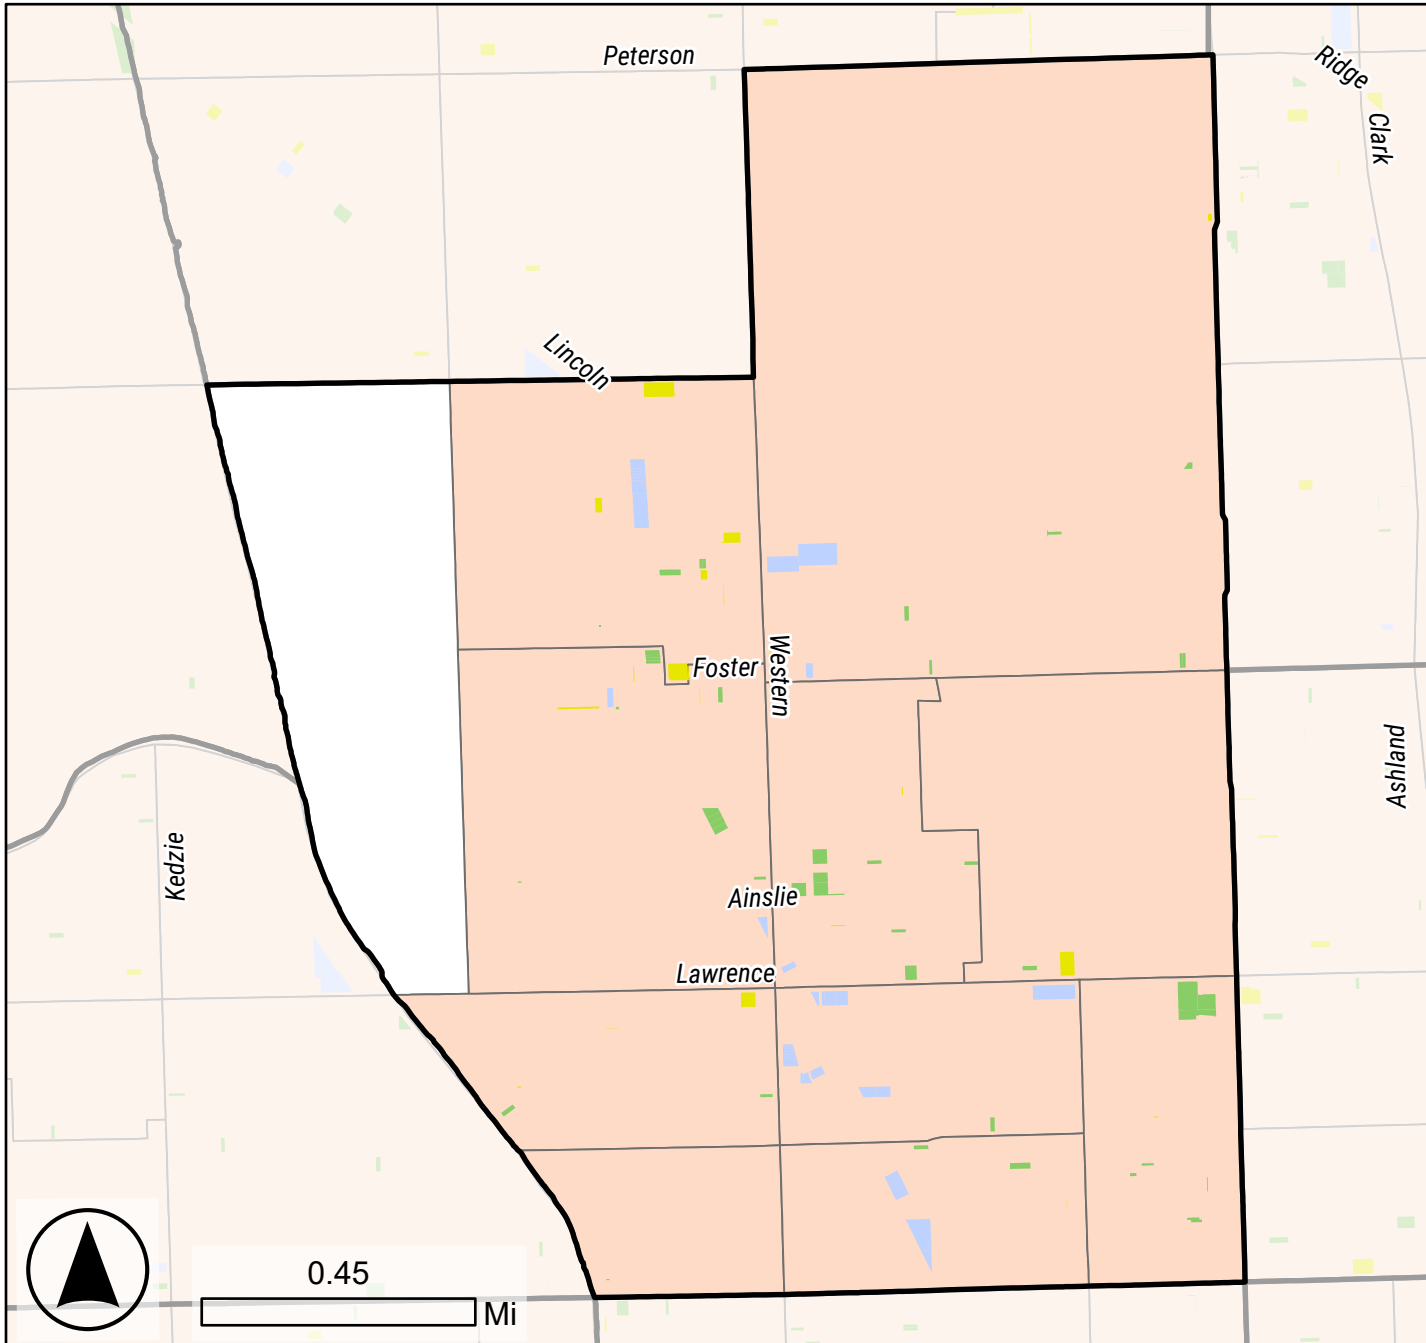 Peterson
Ridge
Clark
Lincoln
Western
Foster
Ashland
Kedzie
Ainslie
Lawrence
0.45
Mi